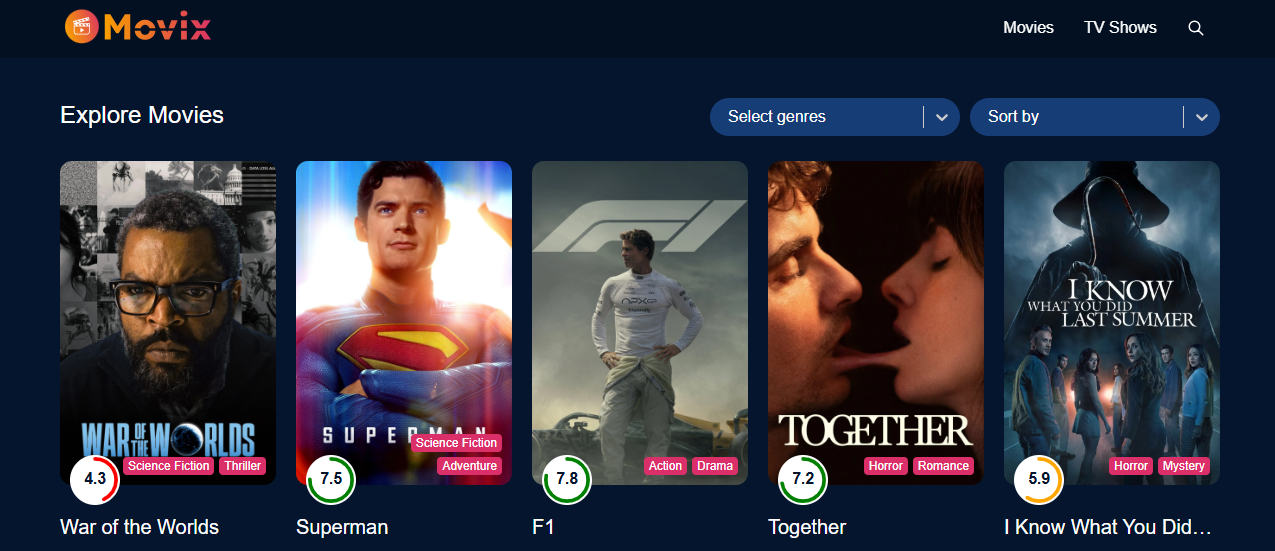 Movix
Movies
TV Shows
Explore Movies
Select genres
Sort by
WAR OF THE WORLDS
4.3
Science Fiction
Thriller
War of the Worlds
SUPERMAN
Science Fiction
7.5
Adventure
Superman
F1
APXGP
7.8
Action
Drama
F1
TOGETHER
7.2
Horror
Romance
Together
I KNOW
WHAT YOU DID
LAST SUMMER
5.9
Horror
Mystery
I Know What You Did…